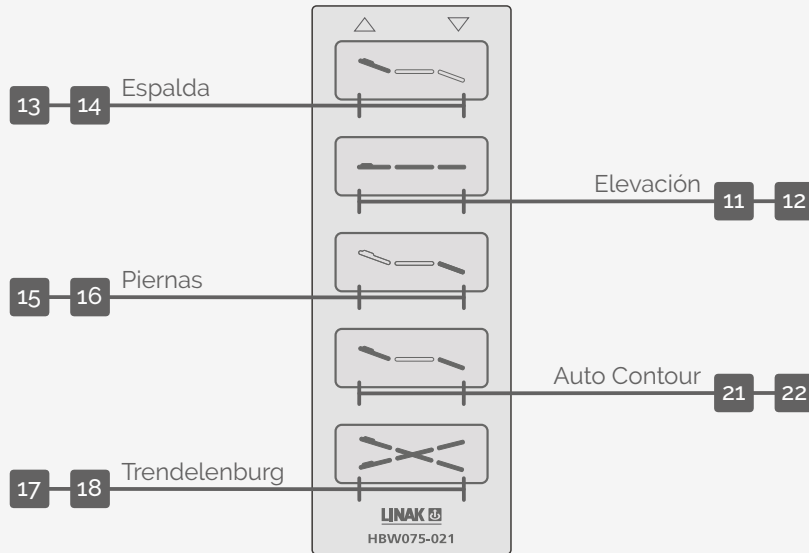 Espalda
13 14
Elevación
11 12
Piernas
15 16
Auto Contour
21 22
Trendelenburg
17 18
LINAK
HBW075-021